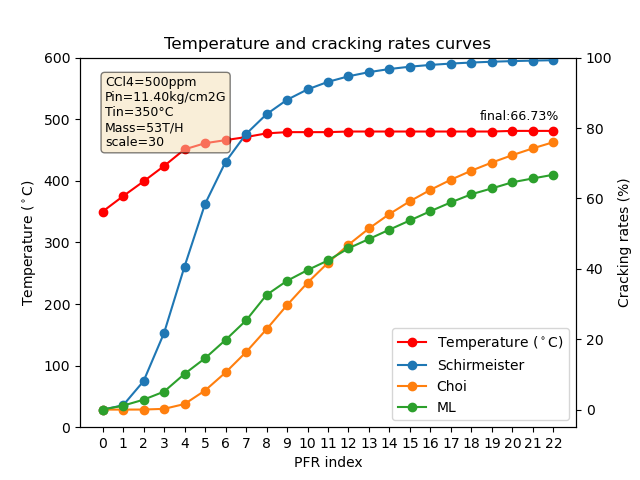 Temperature and cracking rates curves
600
500
400
300
200
100
0
Temperature (°C)
CCl4=500ppm
Pin=11.40kg/cm2G
Tin=350°C
Mass=53T/H
scale=30
final:66.73%
Temperature (°C)
Schirmeister
Choi
ML
100
80
60
40
20
0
Cracking rates (%)
0 1 2 3 4 5 6 7 8 9 10 11 12 13 14 15 16 17 18 19 20 21 22
PFR index